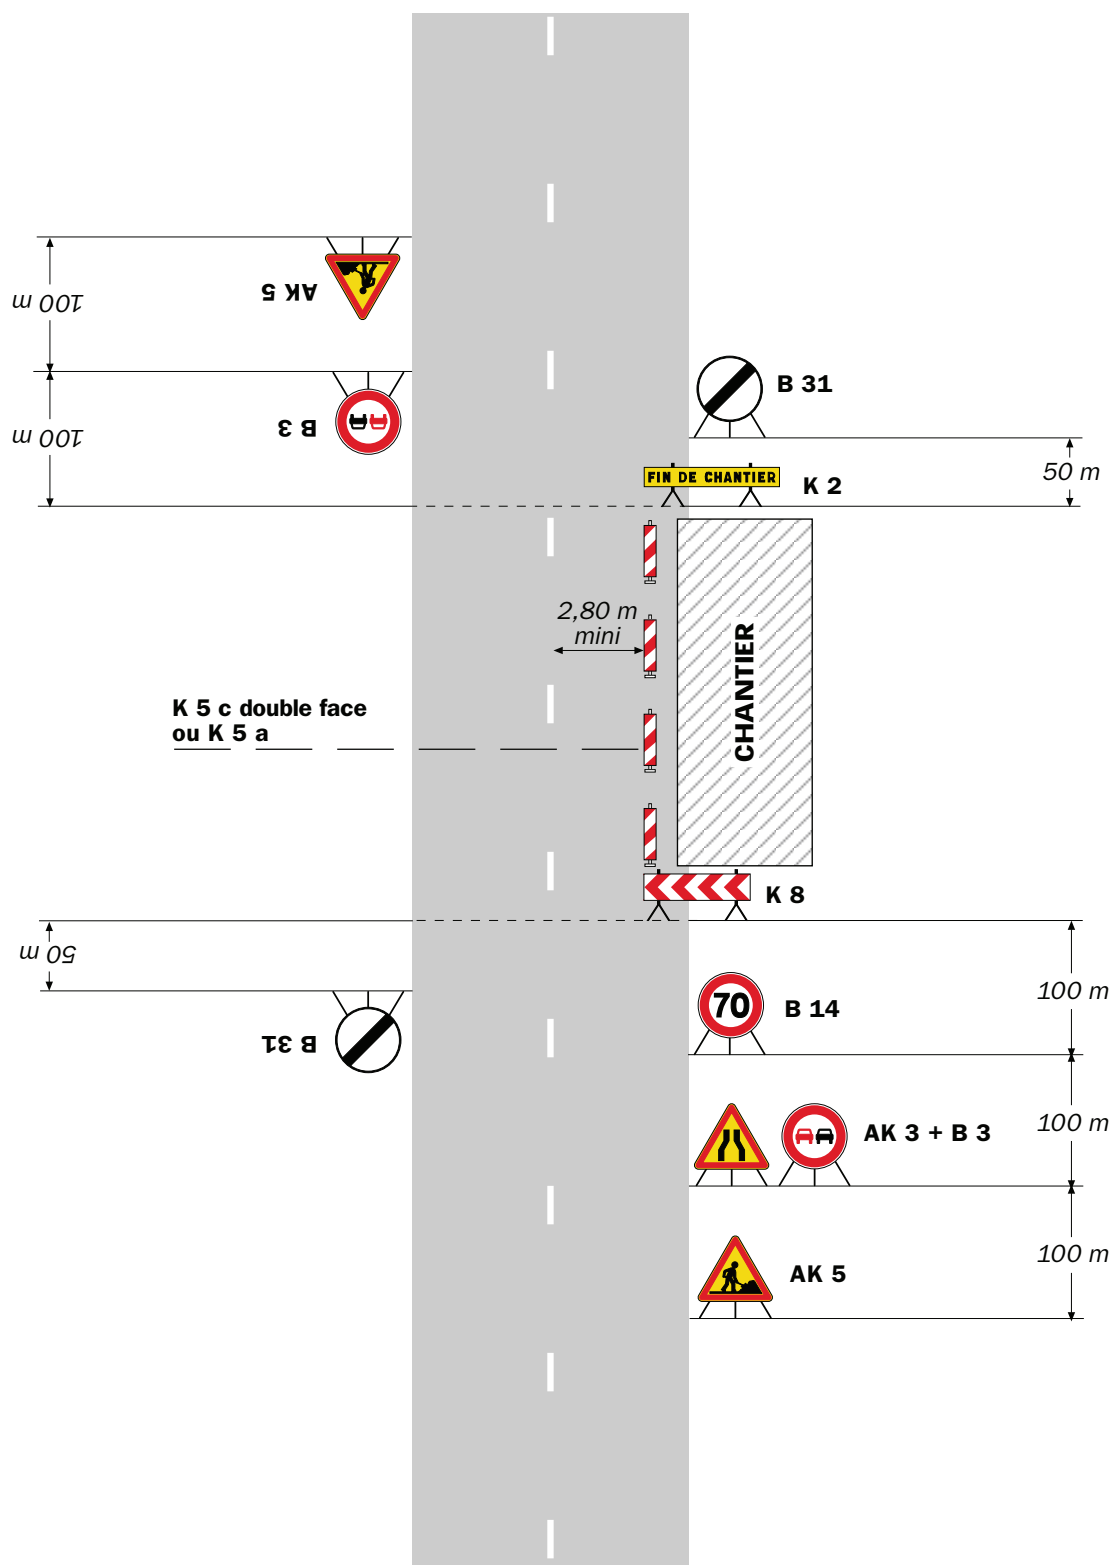 AK 5
100 m
B 31
B 3
100 m
50 m
FIN DE CHANTIER
K 2
2,80 m
mini
CHANTIER
K 5 c double face
ou K 5 a
K 8
50 m
70
B 14
100 m
B 31
AK 3 + B 3
100 m
100 m
AK 5